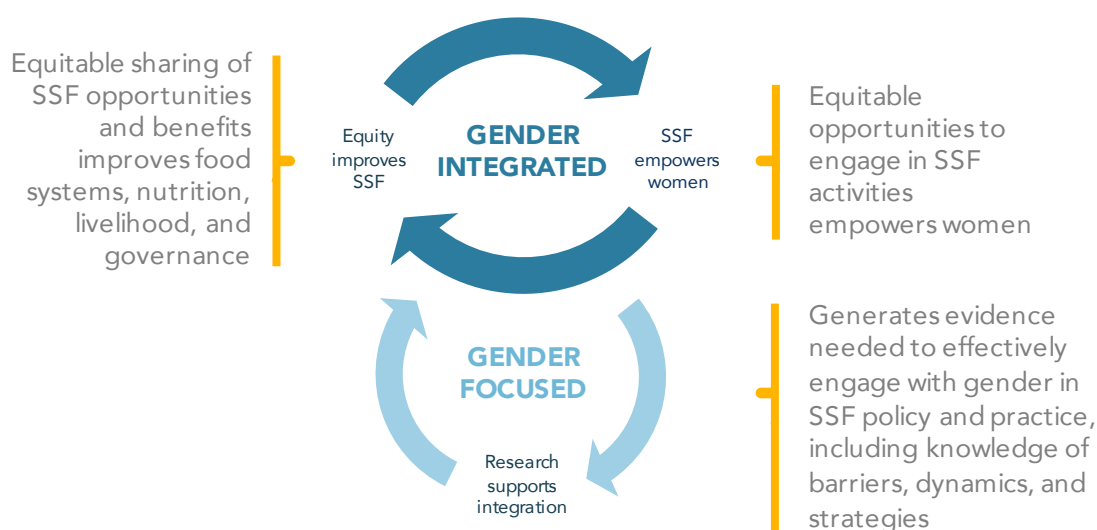 Equitable sharing of
SSF opportunities
and benefits
improves food
systems, nutrition,
livelihood, and
governance
Equity
improves
SSF
GENDER
INTEGRATED
SSF
empowers
women
Equitable
opportunities to
engage in SSF
activities
empowers women
GENDER
FOCUSED
Research
supports
integration
Generates evidence
needed to effectively
engage with gender in
SSF policy and practice,
including knowledge of
barriers, dynamics, and
strategies